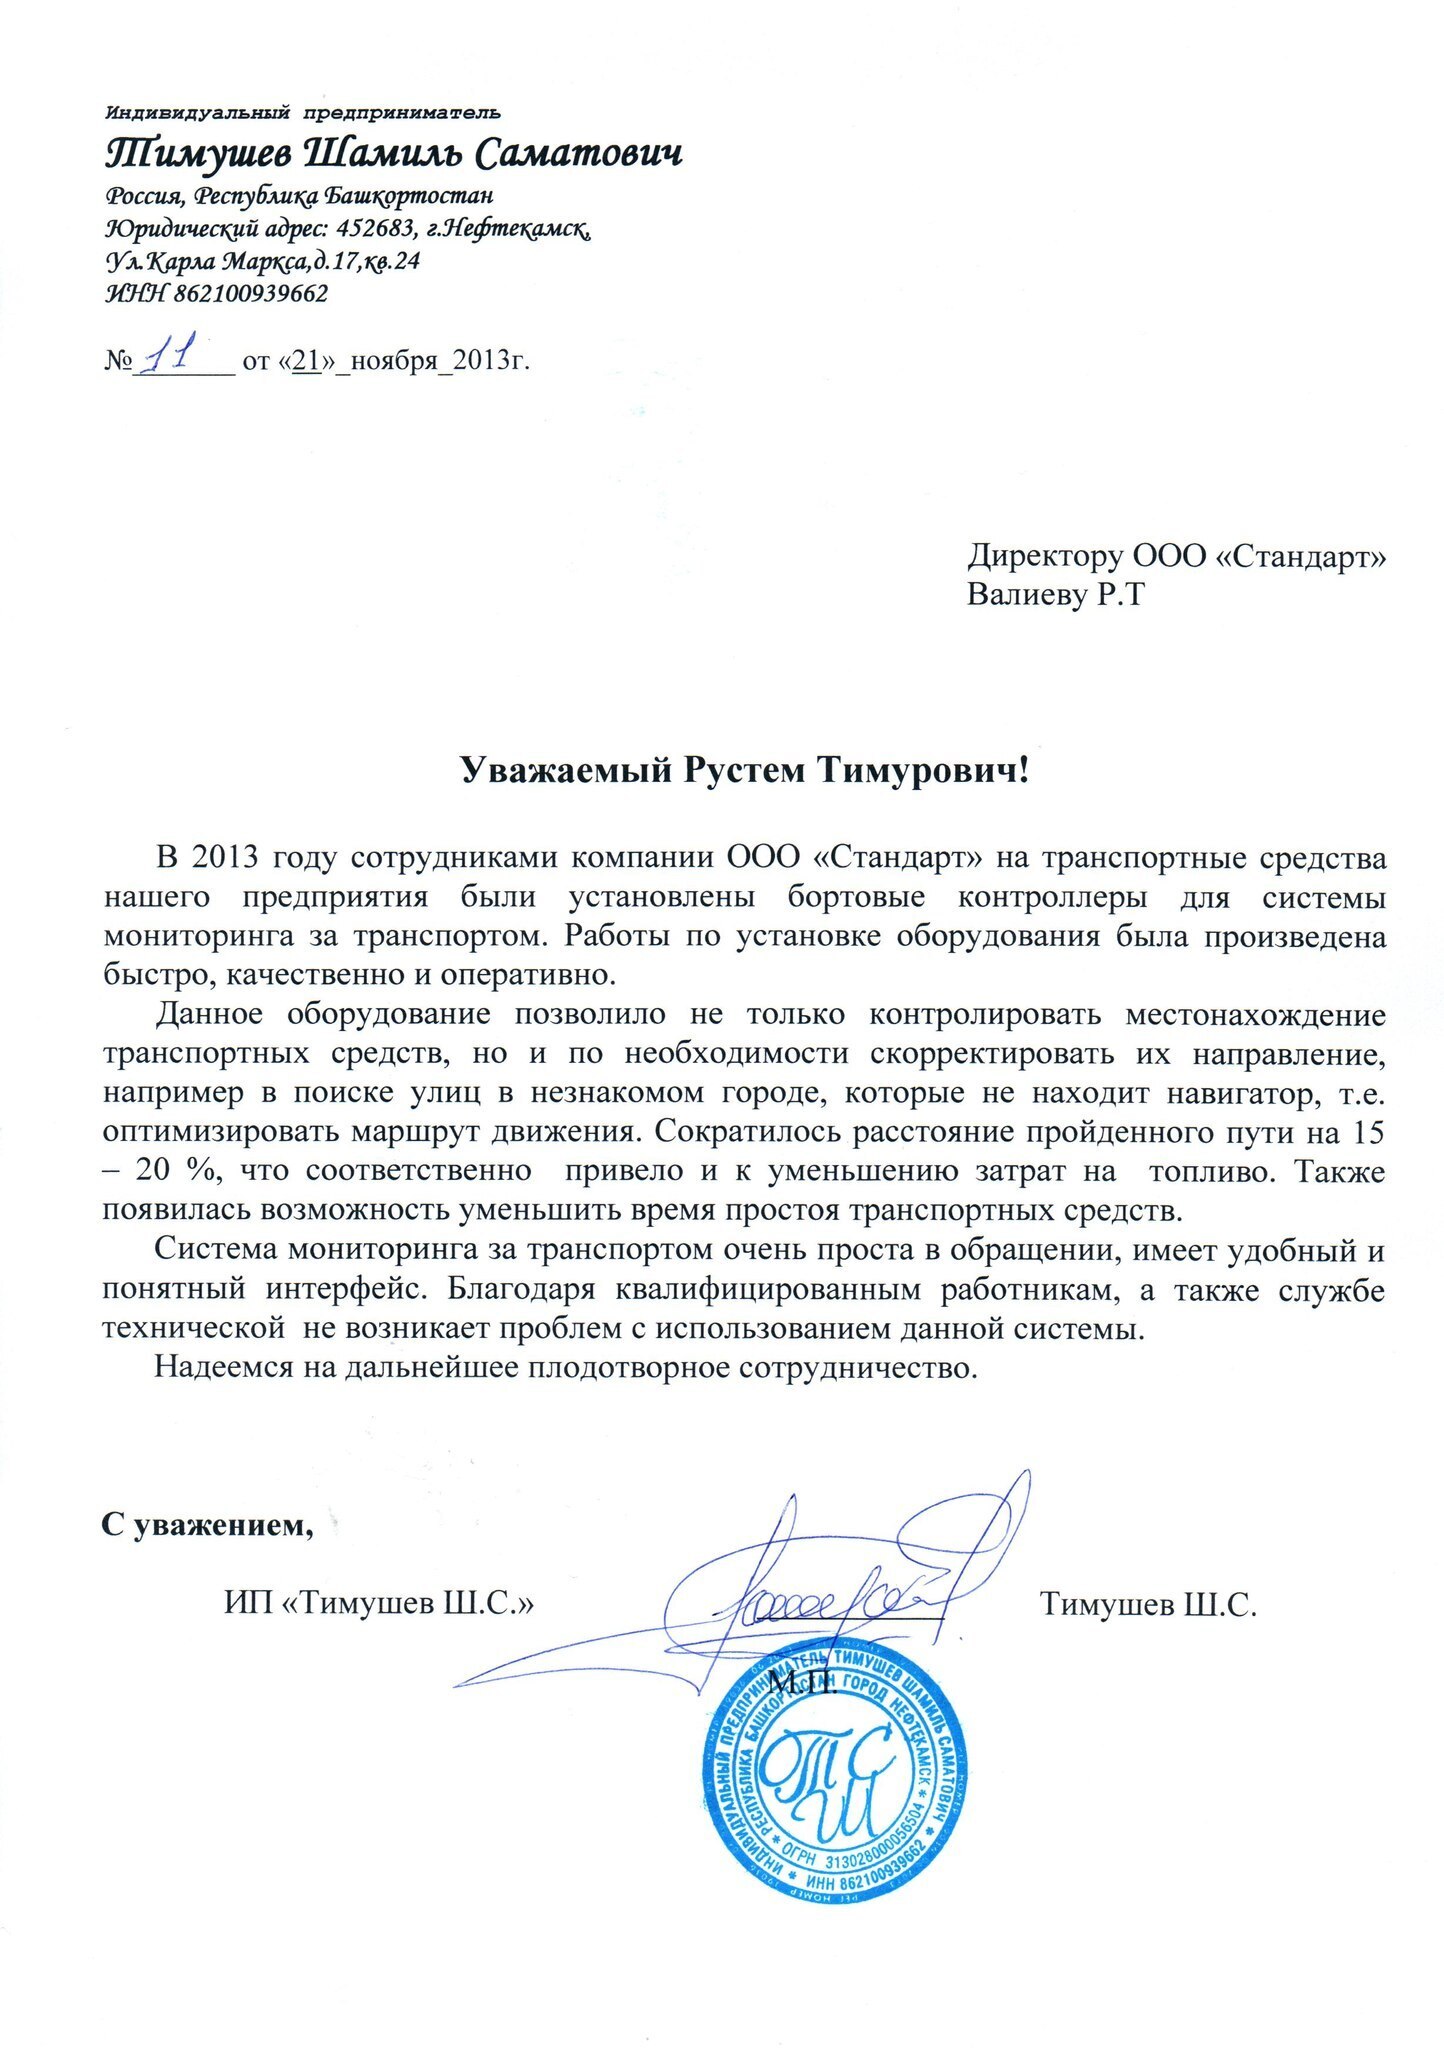 Индивидуальный предприниматель
Тимушев Шамиль Саматович
Россия, Республика Башкортостан
Юридический адрес: 452683, г.Нефтекамск,
Ул.Карла Маркса,д.17,кв.24
ИНН 862100939662
№ 11 от «21»_ноября_2013г.
Директору ООО «Стандарт»
Валиеву Р.Т
Уважаемый Рустем Тимурович!
В 2013 году сотрудниками компании ООО «Стандарт» на транспортные средства
нашего предприятия были установлены бортовые контроллеры для системы
мониторинга за транспортом. Работы по установке оборудования была произведена
быстро, качественно и оперативно.
Данное оборудование позволило не только контролировать местонахождение
транспортных средств, но и по необходимости скорректировать их направление,
например в поиске улиц в незнакомом городе, которые не находит навигатор, т.е.
оптимизировать маршрут движения. Сократилось расстояние пройденного пути на 15
– 20 %, что соответственно привело и к уменьшению затрат на топливо. Также
появилась возможность уменьшить время простоя транспортных средств.
Система мониторинга за транспортом очень проста в обращении, имеет удобный и
понятный интерфейс. Благодаря квалифицированным работникам, а также службе
технической не возникает проблем с использованием данной системы.
Надеемся на дальнейшее плодотворное сотрудничество.
С уважением,
ИП «Тимушев Ш.С.» Тимушев Ш.С.
М.П.
ИНДИВИДУАЛЬНЫЙ ПРЕДПРИНИМАТЕЛЬ ТИМУШЕВ ШАМИЛЬ САМАТОВИЧ
* ИНН 862100939662 *
РЕСПУБЛИКА БАШКОРТОСТАН ГОРОД НЕФТЕКАМСК
* ОГРН 313028000056504 *
ТСШ